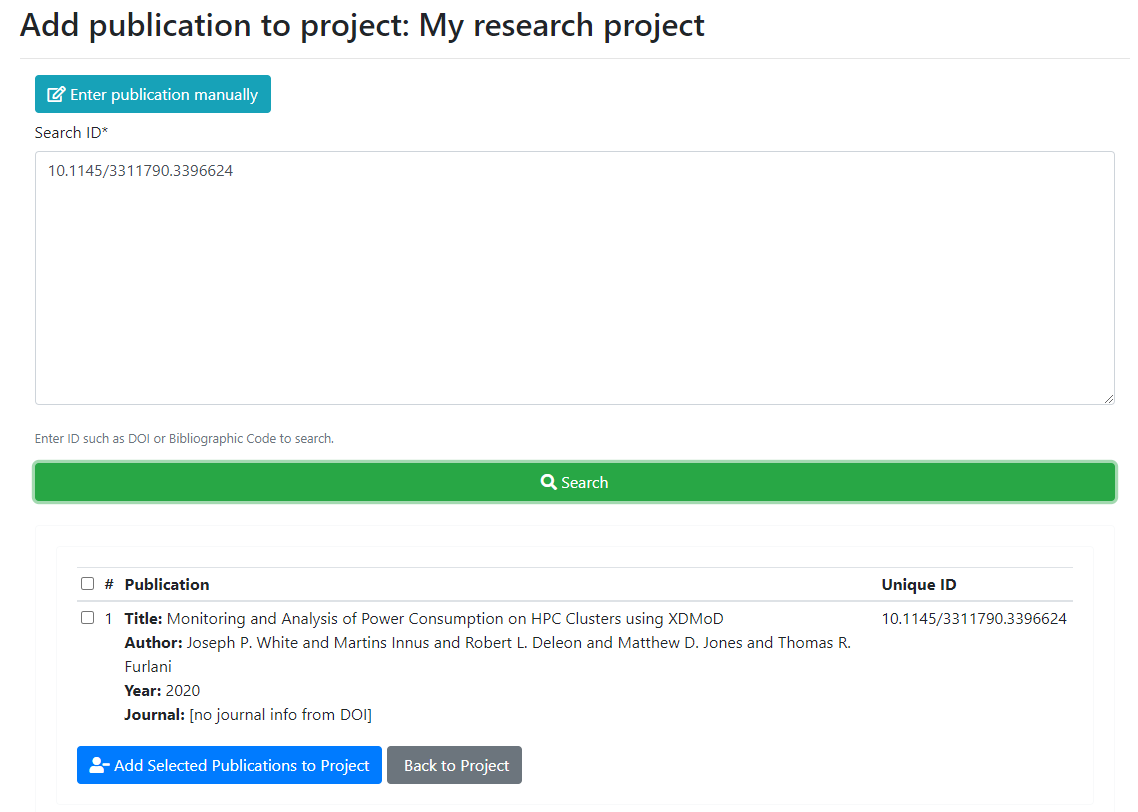 Add publication to project: My research project
Enter publication manually
Search ID*
10.1145/3311790.3396624
Enter ID such as DOI or Bibliographic Code to search.
Search
# Publication Unique ID
1 Title: Monitoring and Analysis of Power Consumption on HPC Clusters using XDMoD 10.1145/3311790.3396624
Author: Joseph P. White and Martins Innus and Robert L. Deleon and Matthew D. Jones and Thomas R.
Furlani
Year: 2020
Journal: [no journal info from DOI]
Add Selected Publications to Project Back to Project